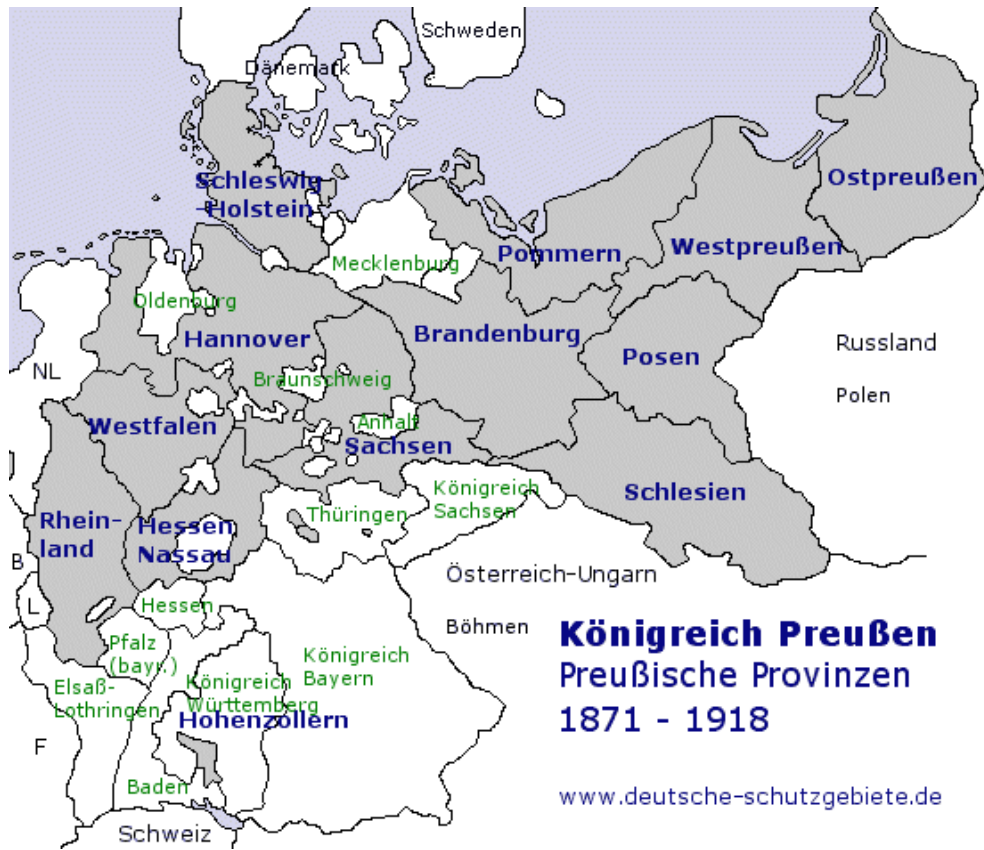 Schweden
Dänemark
Schleswig
-Holstein
Ostpreußen
Westpreußen
Pommern
Mecklenburg
Oldenburg
Hannover
Brandenburg
Posen
Russland
Polen
NL
Braunschweig
Westfalen
Anhalt
Sachsen
Königreich
Sachsen
Schlesien
Thüringen
Rhein-
land
Hessen
Nassau
B
L
Österreich-Ungarn
Böhmen
Hessen
Pfalz
(bayr.)
Königreich
Bayern
Elsaß-
Lothringen
Königreich
Württemberg
Hohenzollern
F
Baden
Schweiz
Königreich Preußen
Preußische Provinzen
1871 - 1918
www.deutsche-schutzgebiete.de